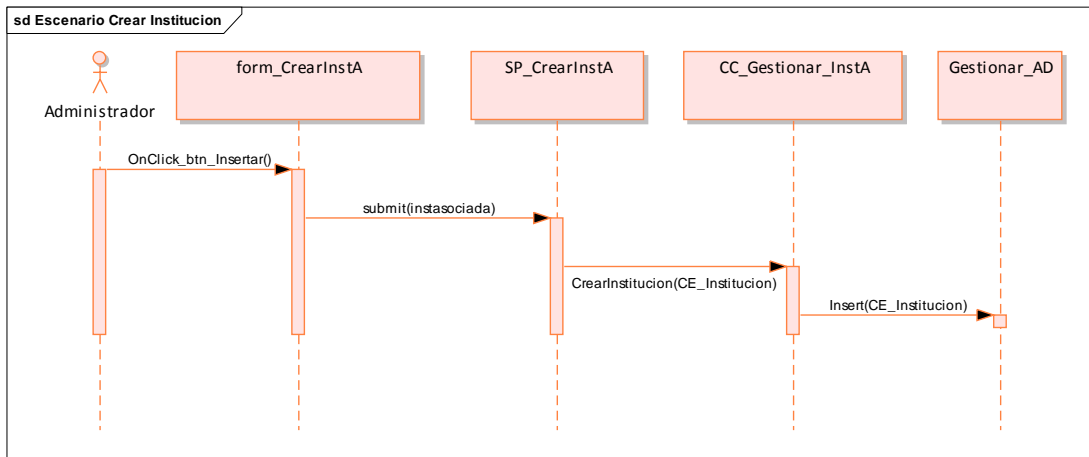 sd Escenario Crear Institucion
form_CrearInstA
SP_CrearInstA
CC_Gestionar_InstA
Gestionar_AD
Administrador
OnClick_btn_Insertar()
submit(instasociada)
CrearInstitucion(CE_Institucion)
Insert(CE_Institucion)